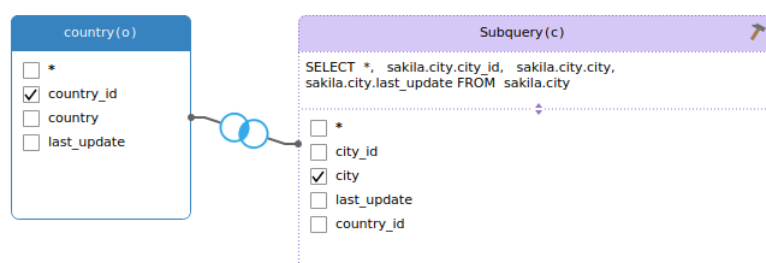 country(o)
*
country_id
country
last_update
Subquery(c)
SELECT *, sakila.city.city_id, sakila.city.city,
sakila.city.last_update FROM sakila.city
*
city_id
city
last_update
country_id